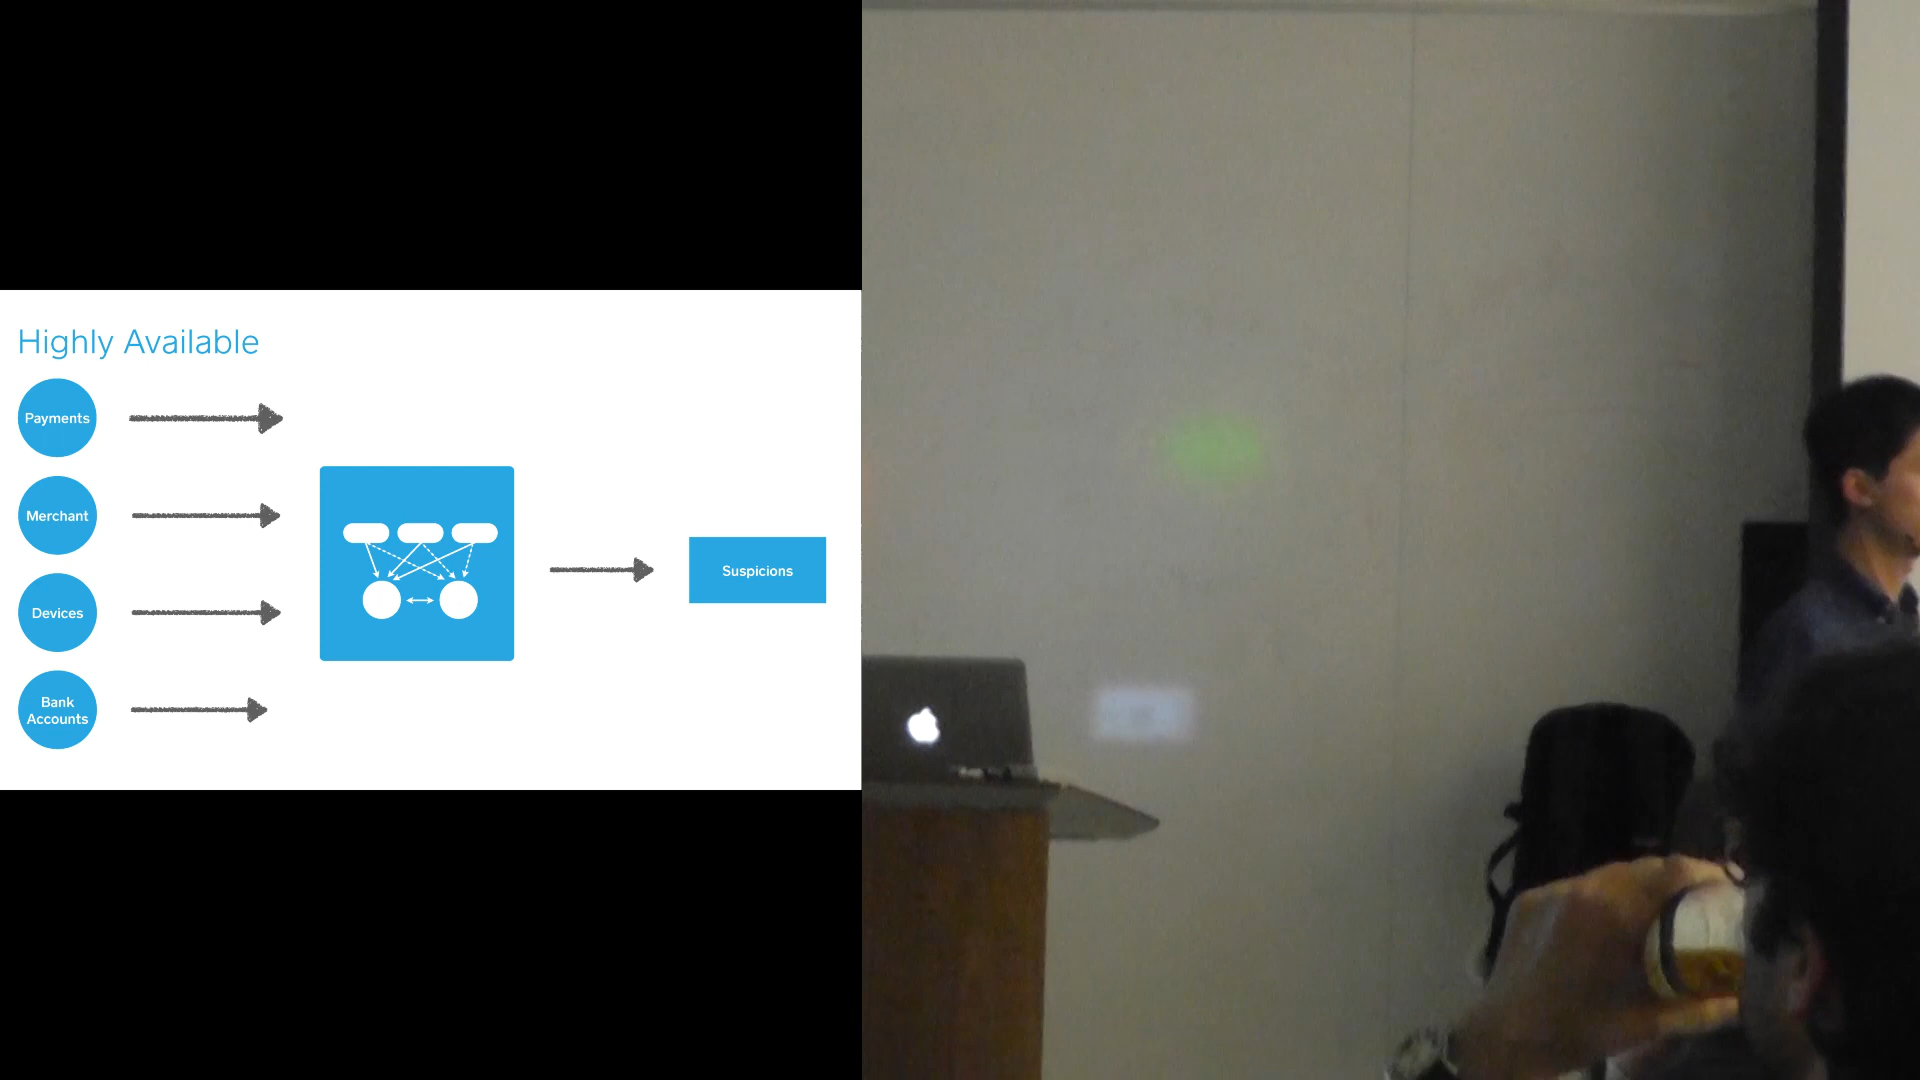 Highly Available
Payments
Merchant
Devices
Bank
Accounts
Suspicions